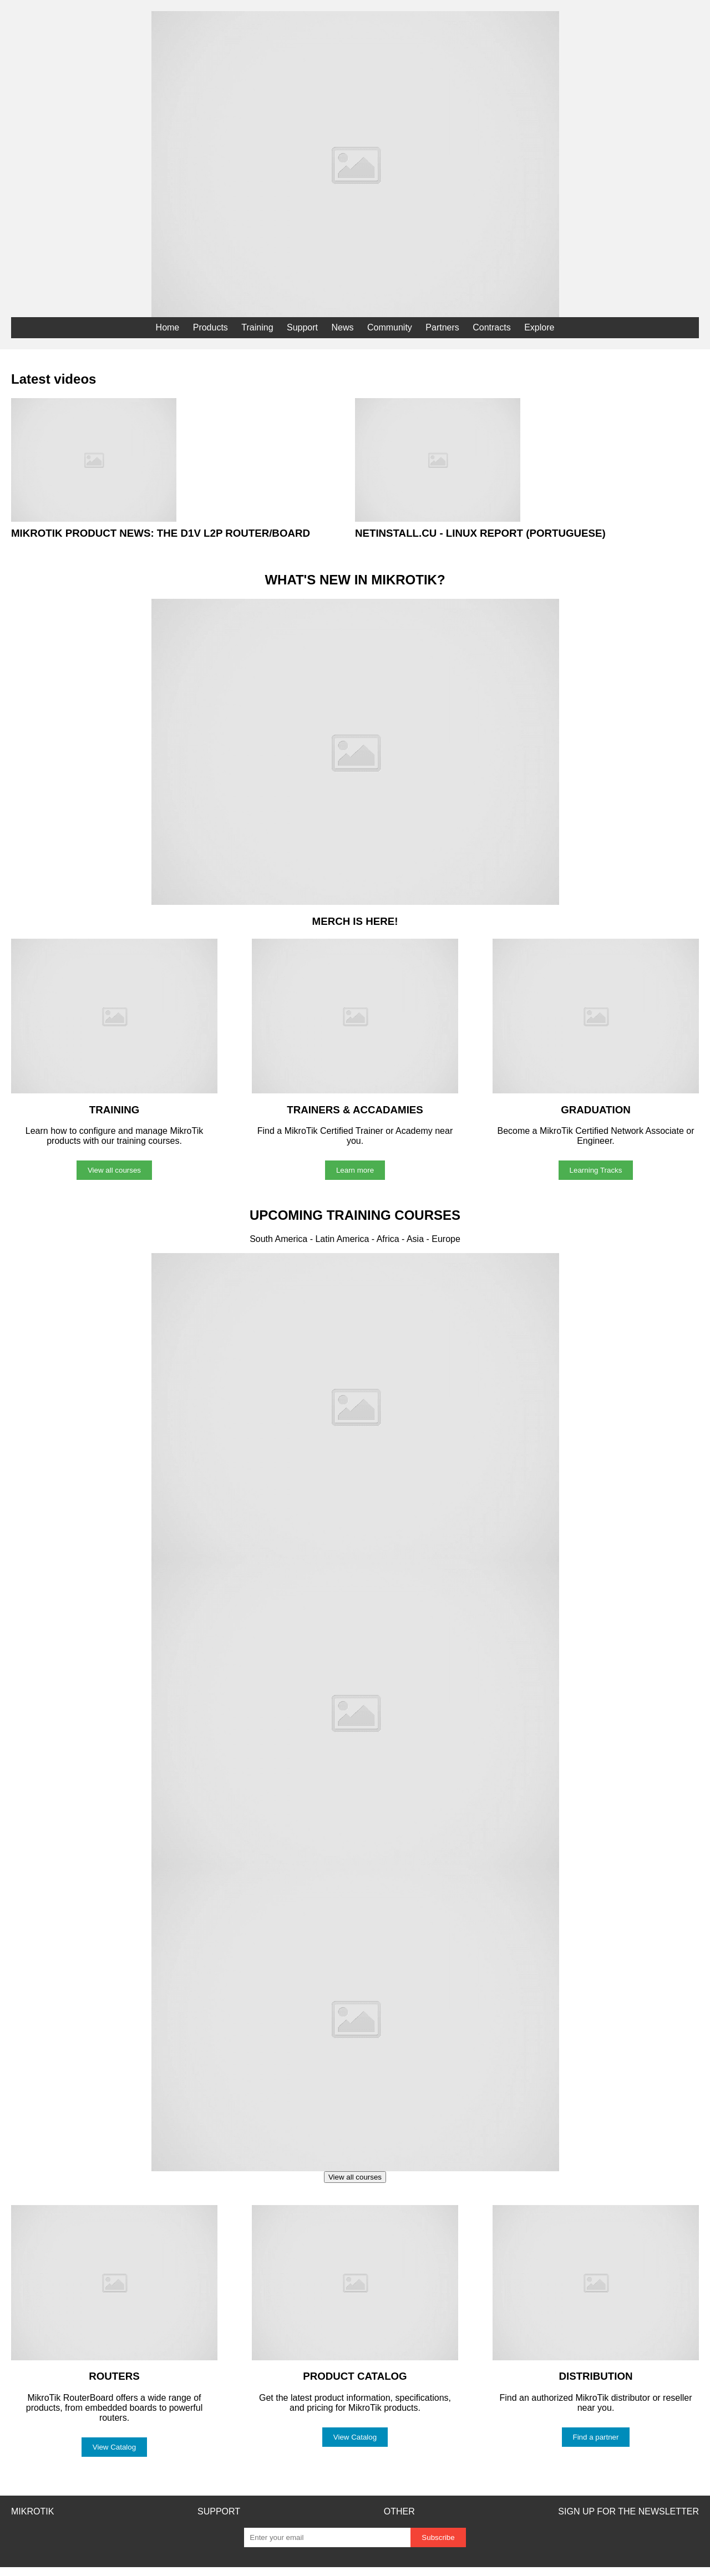 Home Products Training Support News Community Partners Contracts Explore
Latest videos
MIKROTIK PRODUCT NEWS: THE D1V L2P ROUTER/BOARD
NETINSTALL.CU - LINUX REPORT (PORTUGUESE)
WHAT'S NEW IN MIKROTIK?
MERCH IS HERE!
TRAINING
Learn how to configure and manage MikroTik
products with our training courses.
View all courses
TRAINERS & ACCADAMIES
Find a MikroTik Certified Trainer or Academy near
you.
Learn more
GRADUATION
Become a MikroTik Certified Network Associate or
Engineer.
Learning Tracks
UPCOMING TRAINING COURSES
South America - Latin America - Africa - Asia - Europe
View all courses
ROUTERS
MikroTik RouterBoard offers a wide range of
products, from embedded boards to powerful
routers.
View Catalog
PRODUCT CATALOG
Get the latest product information, specifications,
and pricing for MikroTik products.
View Catalog
DISTRIBUTION
Find an authorized MikroTik distributor or reseller
near you.
Find a partner
MIKROTIK SUPPORT OTHER SIGN UP FOR THE NEWSLETTER
Enter your email Subscribe